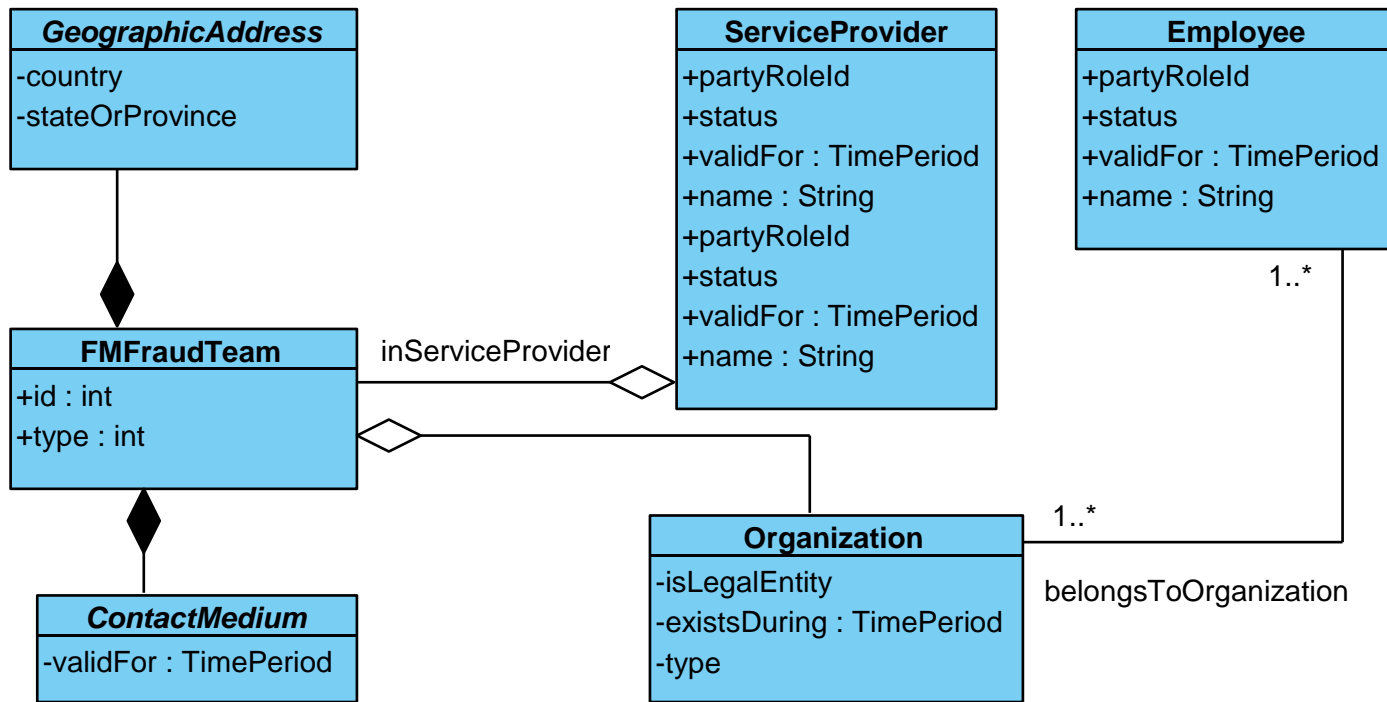 GeographicAddress
-country
-stateOrProvince
ServiceProvider
+partyRoleId
+status
+validFor : TimePeriod
+name : String
+partyRoleId
+status
+validFor : TimePeriod
+name : String
Employee
+partyRoleId
+status
+validFor : TimePeriod
+name : String
1..*
FMFraudTeam
+id : int
+type : int
inServiceProvider
Organization
-isLegalEntity
-existsDuring : TimePeriod
-type
1..*
belongsToOrganization
ContactMedium
-validFor : TimePeriod